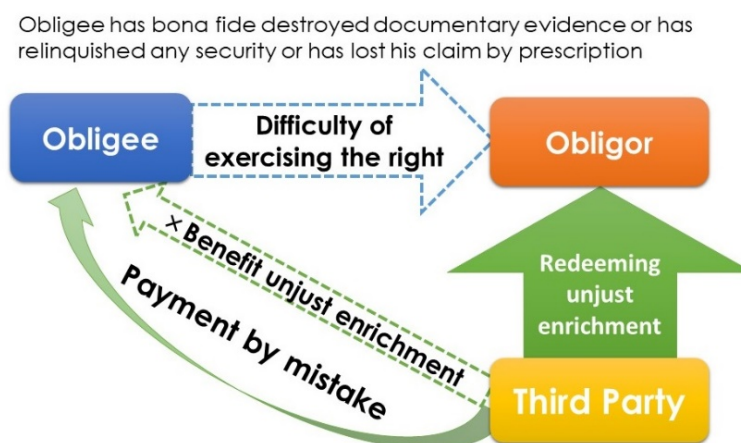 Obligee has bona fide destroyed documentary evidence or has
relinquished any security or has lost his claim by prescription
Obligee
Difficulty of
exercising the right
Obligor
× Benefit unjust enrichment
Payment by mistake
Redeeming
unjust
enrichment
Third Party